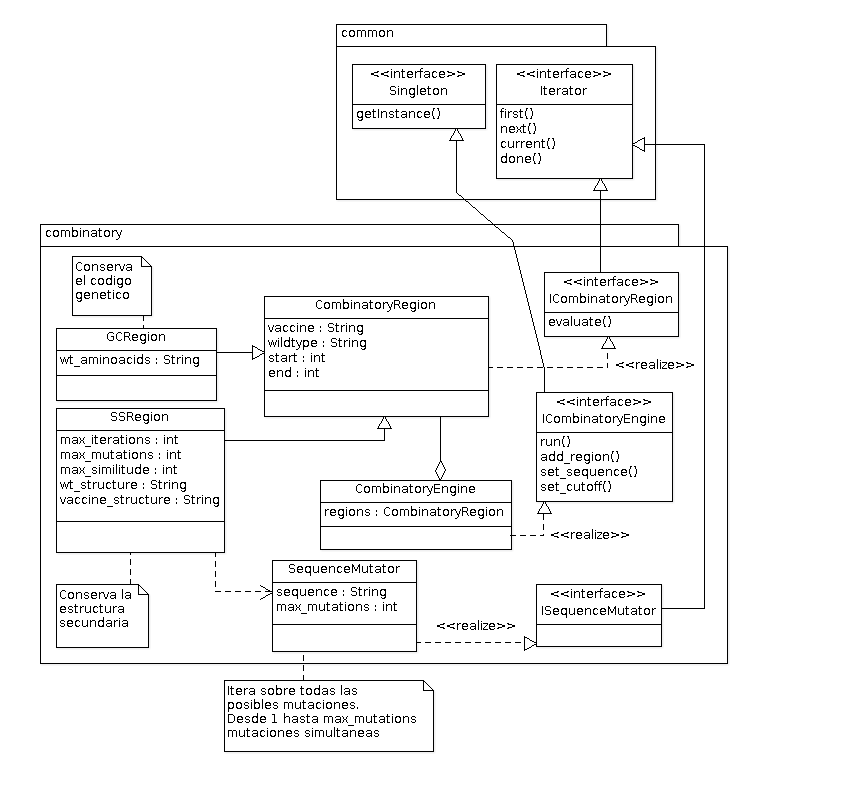 common
<<interface>>
Singleton
getInstance()
<<interface>>
Iterator
first()
next()
current()
done()
combinatory
Conserva
el codigo
genetico
GCRegion
wt_aminoacids : String
CombinatoryRegion
vaccine : String
wildtype : String
start : int
end : int
<<interface>>
ICombinatoryRegion
evaluate()
<<realize>>
SSRegion
max_iterations : int
max_mutations : int
max_similitude : int
wt_structure : String
vaccine_structure : String
<<interface>>
ICombinatoryEngine
run()
add_region()
set_sequence()
set_cutoff()
CombinatoryEngine
regions : CombinatoryRegion
<<realize>>
Conserva la
estructura
secundaria
SequenceMutator
sequence : String
max_mutations : int
<<realize>>
<<interface>>
ISequenceMutator
Itera sobre todas las
posibles mutaciones.
Desde 1 hasta max_mutations
mutaciones simultaneas